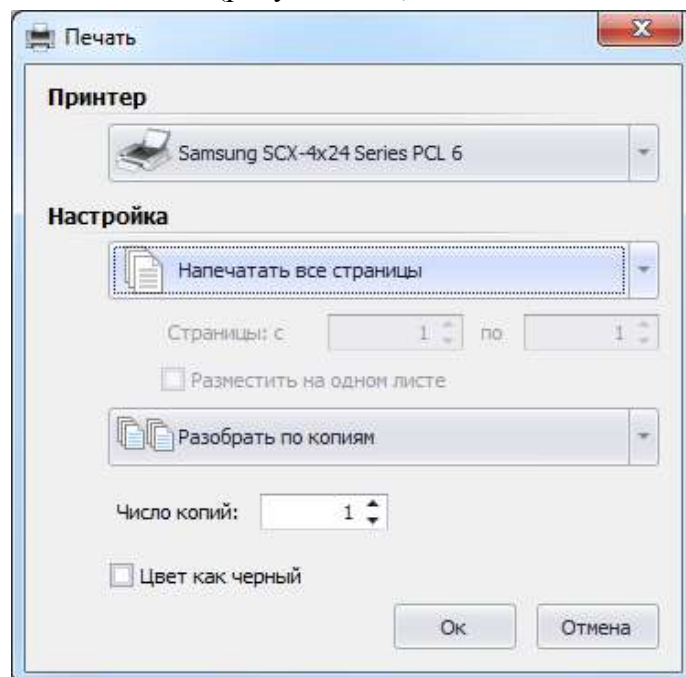 Печать
Принтер
Samsung SCX-4x24 Series PCL 6
Настройка
Напечатать все страницы
Страницы: с 1 по 1
Разместить на одном листе
Разобрать по копиям
Число копий: 1
Цвет как черный
Ок Отмена